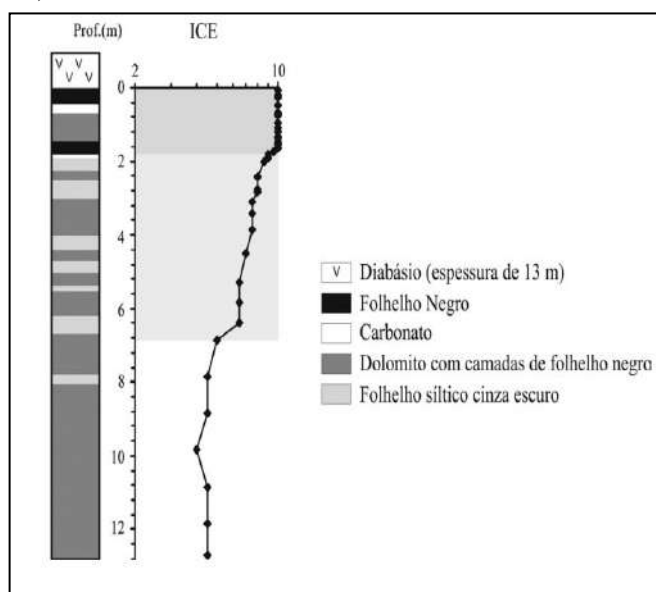 Prof.(m) ICE
2 10
0
2
4
6
8
10
12
V V V V V
V Diabásio (espessura de 13 m)
Folhelho Negro
Carbonato
Dolomito com camadas de folhelho negro
Folhelho síltico cinza escuro